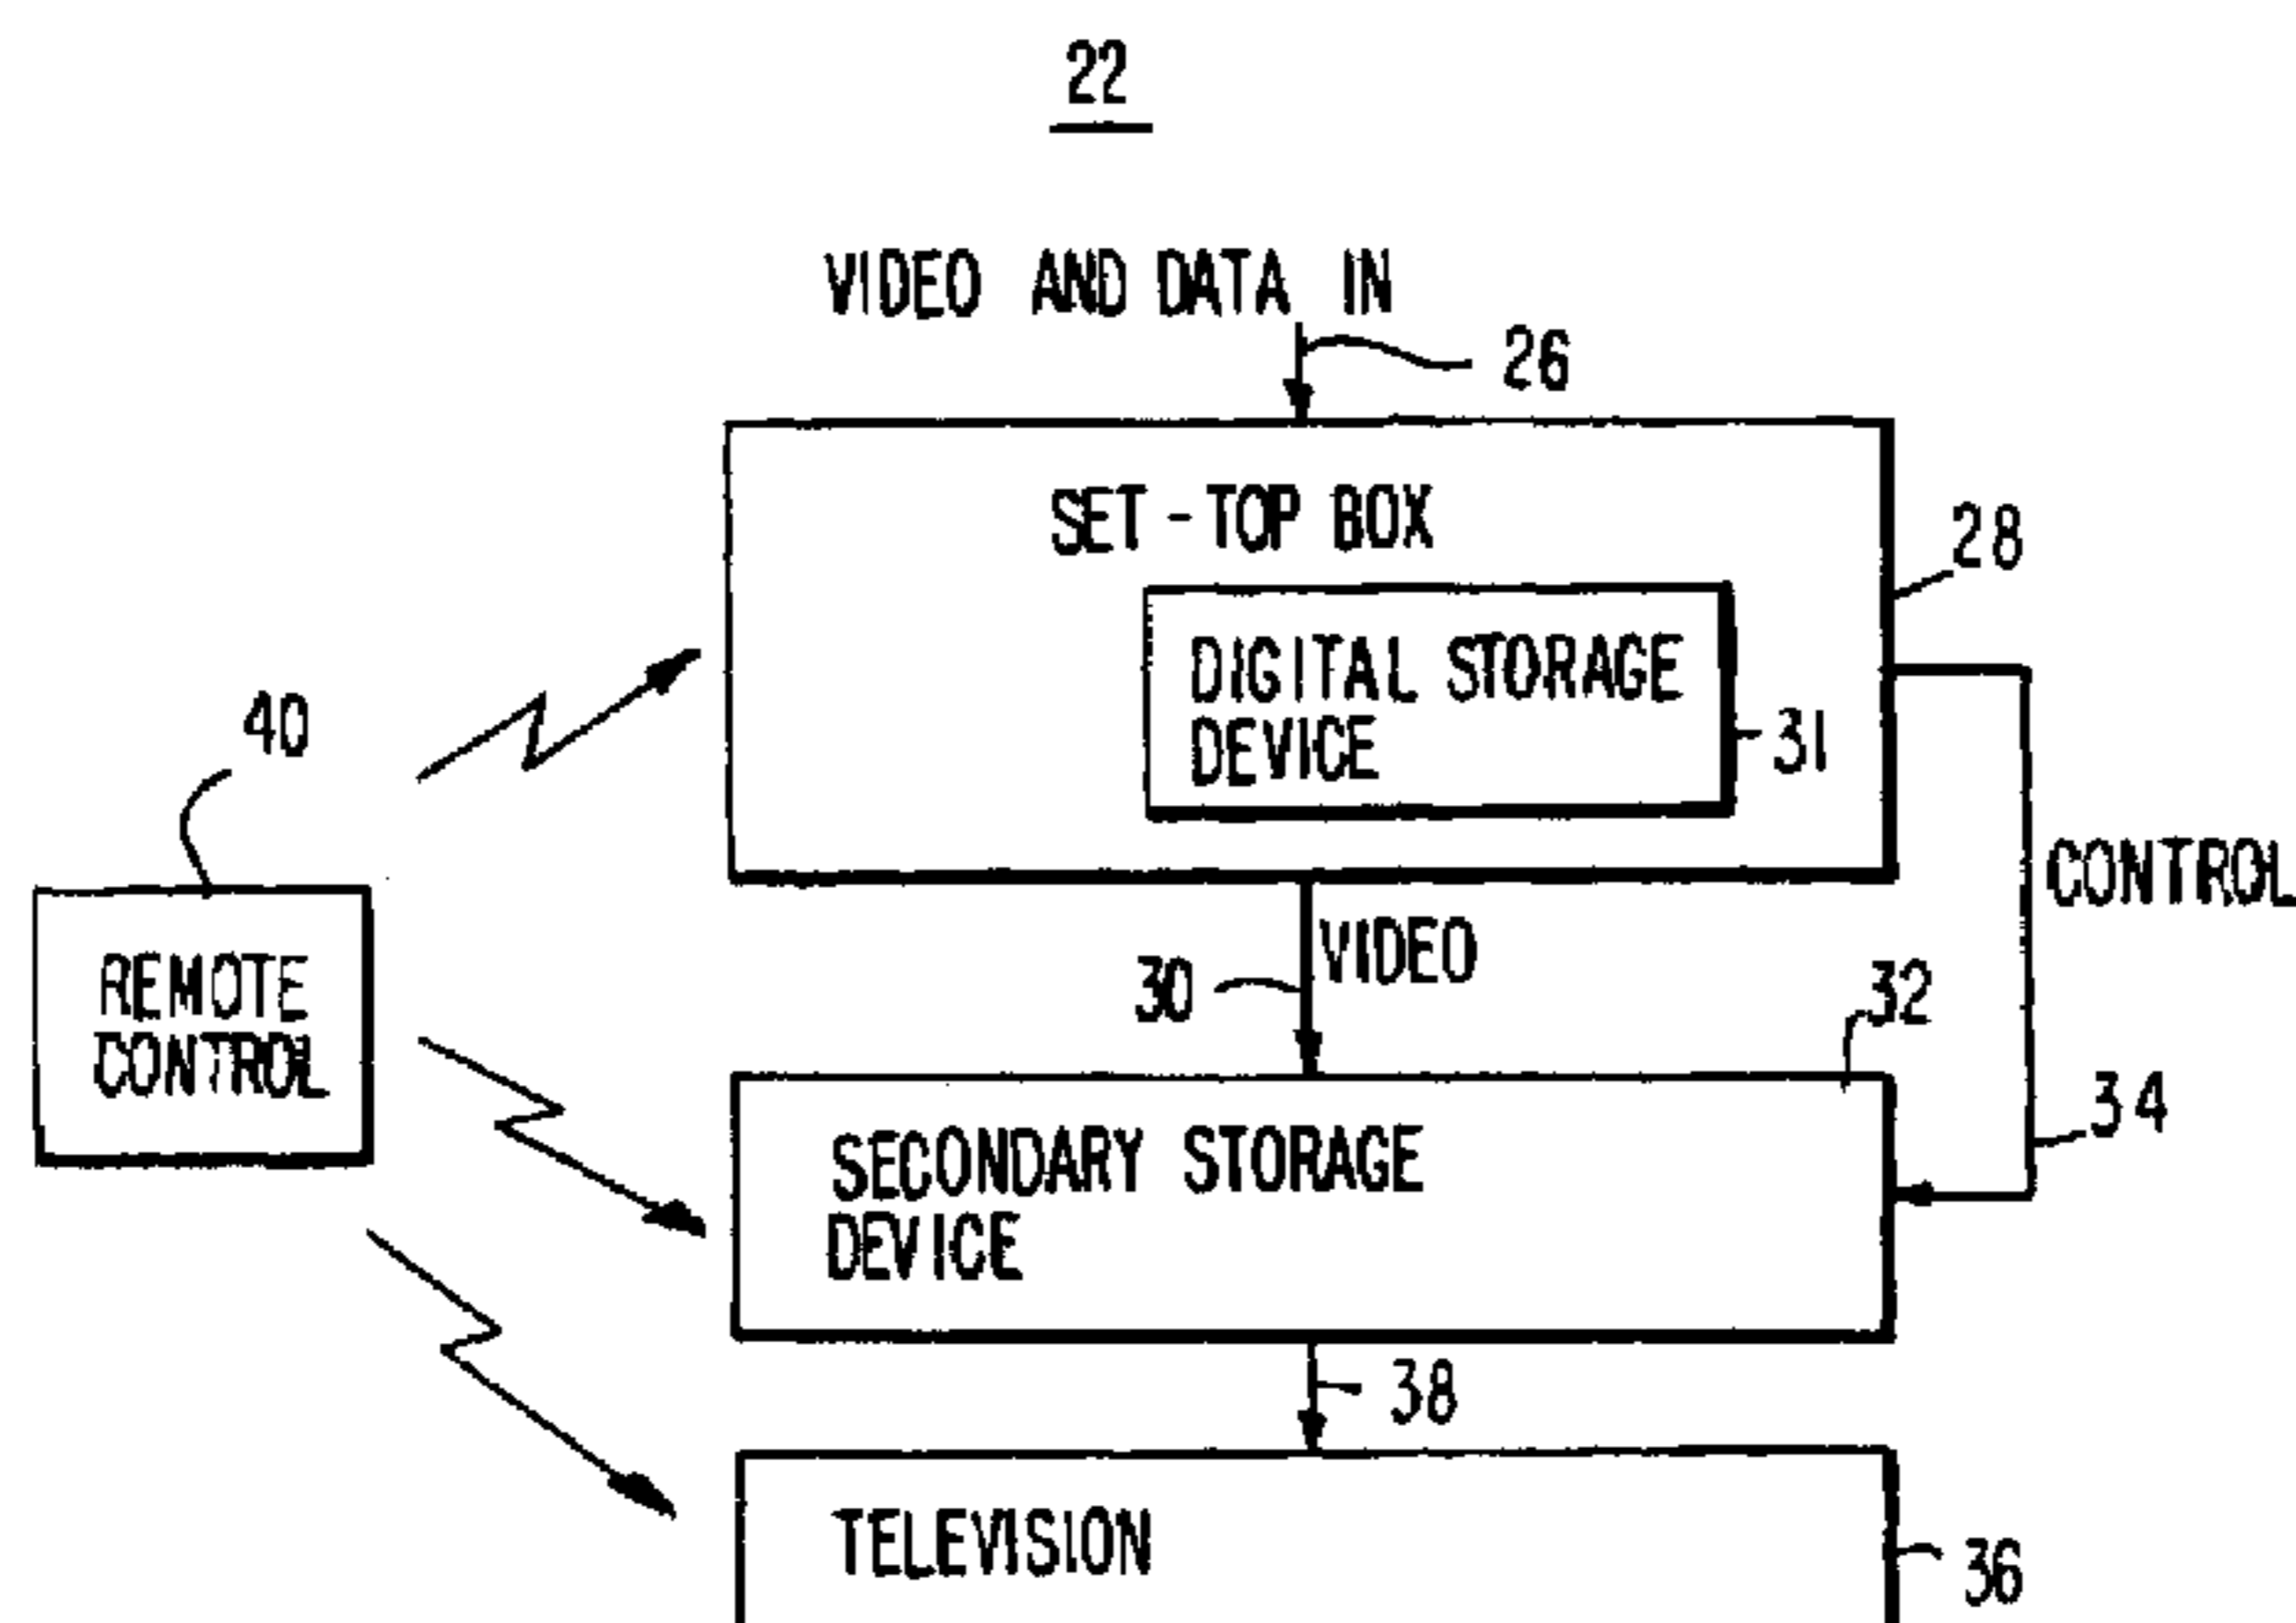 22
VIDEO AND DATA IN
26
SET-TOP BOX
28
DIGITAL STORAGE
DEVICE
31
40
CONTROL
REMOTE
CONTROL
30
VIDEO
32
34
SECONDARY STORAGE
DEVICE
38
TELEVISION
36